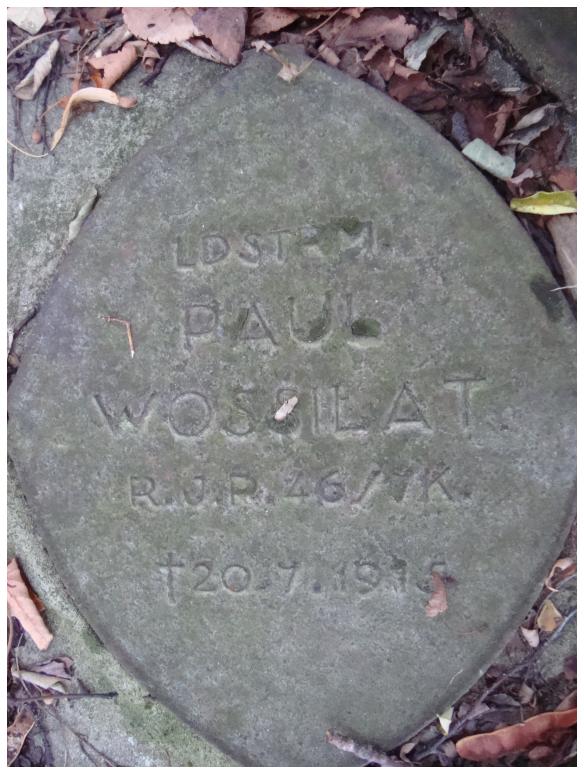 LDSTRM.
PAUL
WOSSILAT.
R.J.R. 46/7K.
†20.7.1915